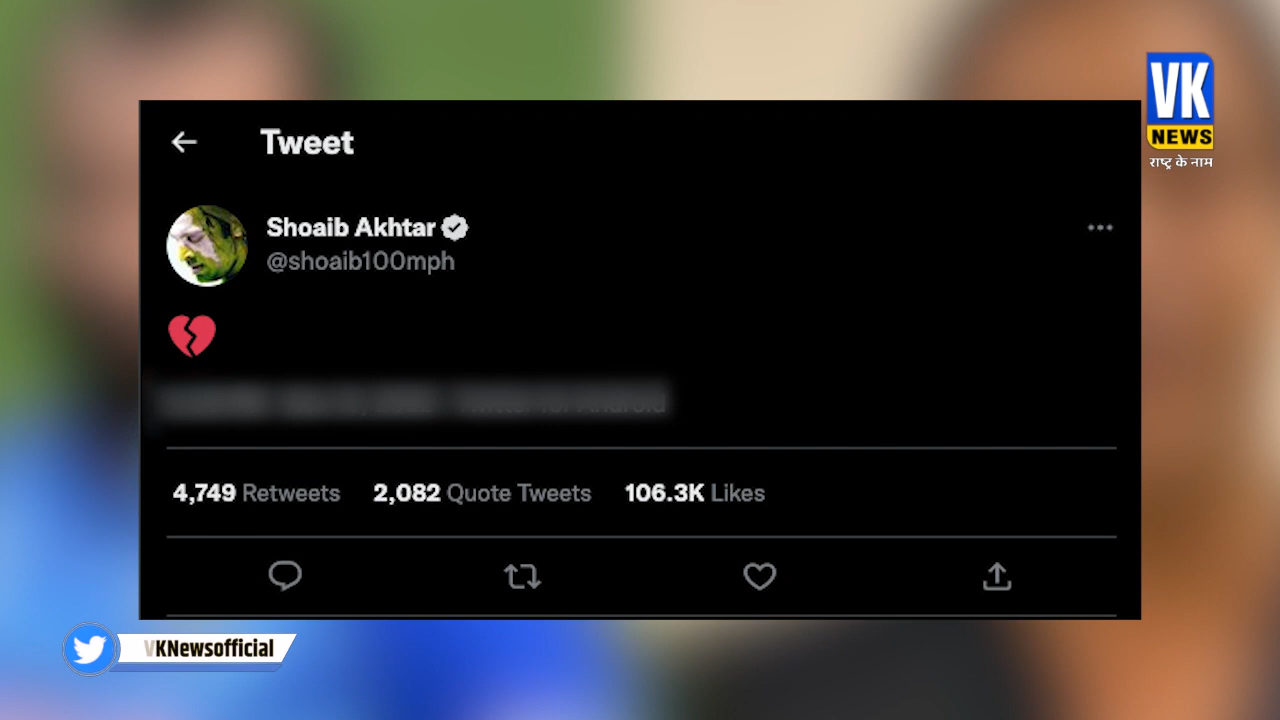 VK
NEWS
राष्ट्र के नाम
Tweet
Shoaib Akhtar
@shoaib100mph
4,749 Retweets 2,082 Quote Tweets 106.3K Likes
VKNewsofficial